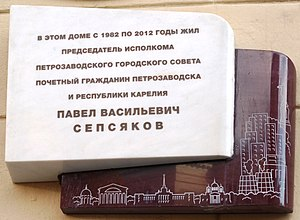 В ЭТОМ ДОМЕ С 1982 ПО 2012 ГОДЫ ЖИЛ
ПРЕДСЕДАТЕЛЬ ИСПОЛКОМА
ПЕТРОЗАВОДСКОГО ГОРОДСКОГО СОВЕТА
ПОЧЕТНЫЙ ГРАЖДАНИН ПЕТРОЗАВОДСКА
И РЕСПУБЛИКИ КАРЕЛИЯ
ПАВЕЛ ВАСИЛЬЕВИЧ
СЕПСЯКОВ